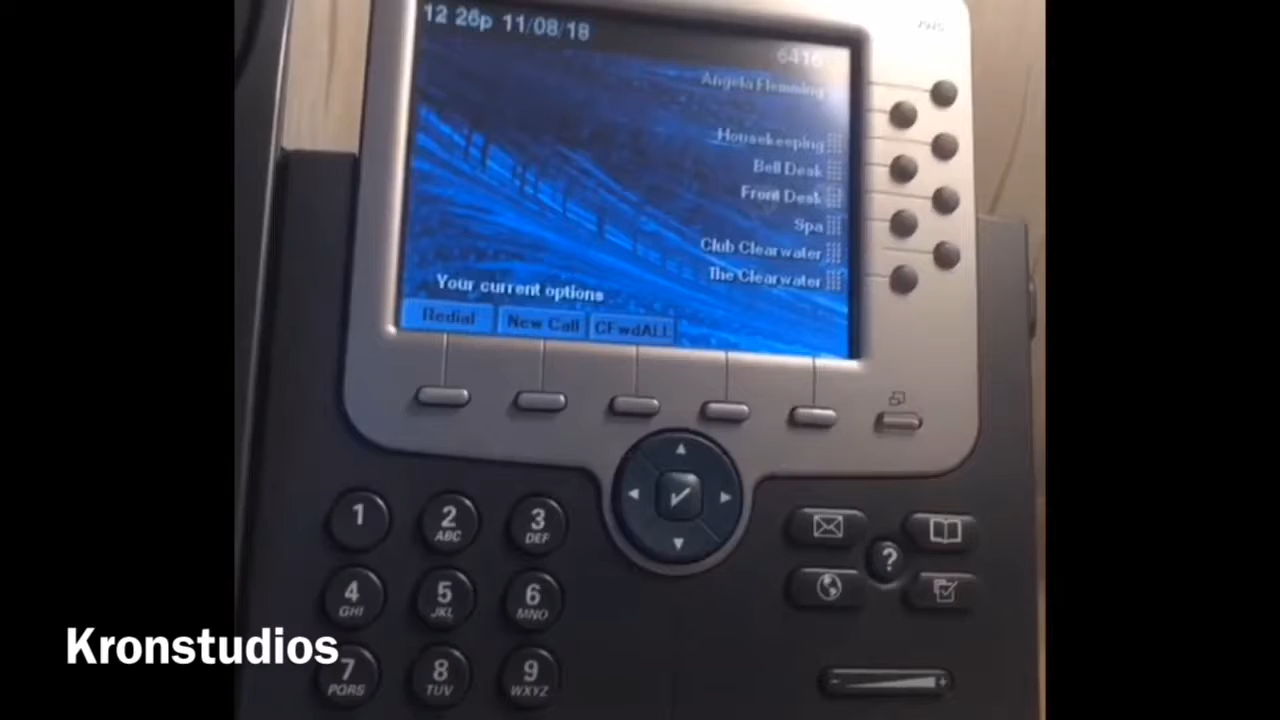 12 26p 11/08/18
6416
Angela Flemming
Housekeeping
Bell Desk
Front Desk
Spa
Club Clearwater
The Clearwater
Your current options
Redial New Call CFwdALL
1 2 3
ABC DEF
4 5 6
GHI JKL MNO
7 8 9
PQRS TUV WXYZ
?
- +
Kronstudios